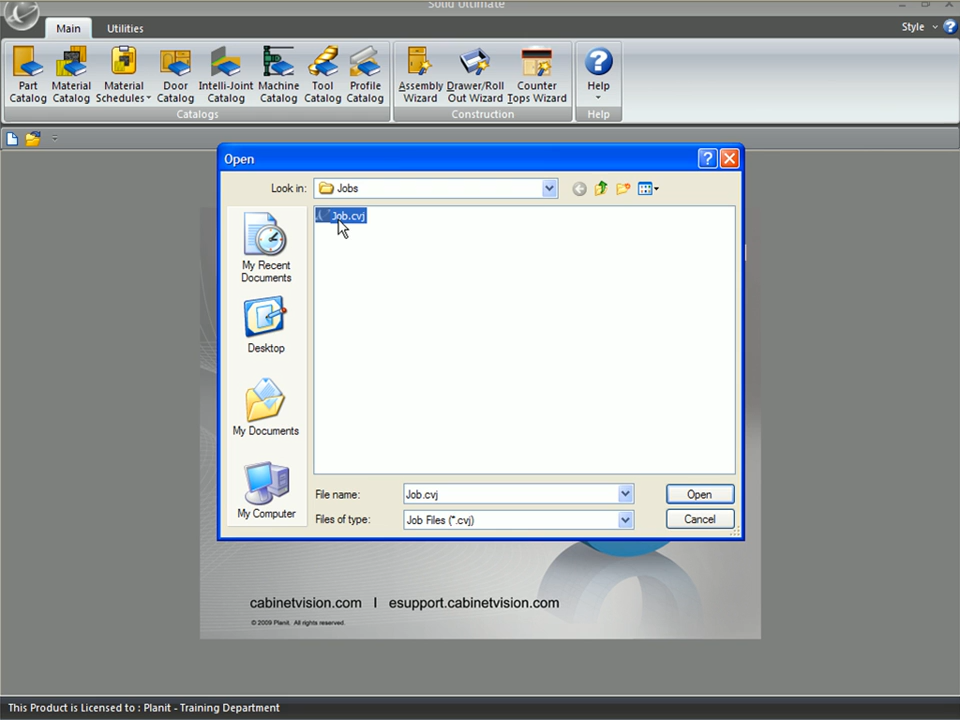 Solid Ultimate
Main Utilities Style
Part Catalog
Material Catalog
Material Schedules
Door Catalog
Intelli-Joint Catalog
Machine Catalog
Tool Catalog
Profile Catalog
Assembly Wizard
Drawer/Roll Out Wizard
Counter Tops Wizard
Help
Catalogs Construction Help
Open
Look in: Jobs
Job.cvj
My Recent
Documents
Desktop
My Documents
My Computer
File name: Job.cvj Open
Files of type: Job Files (*.cvj) Cancel
cabinetvision.com I esupport.cabinetvision.com
© 2009 Planit. All rights reserved.
This Product is Licensed to : Planit - Training Department